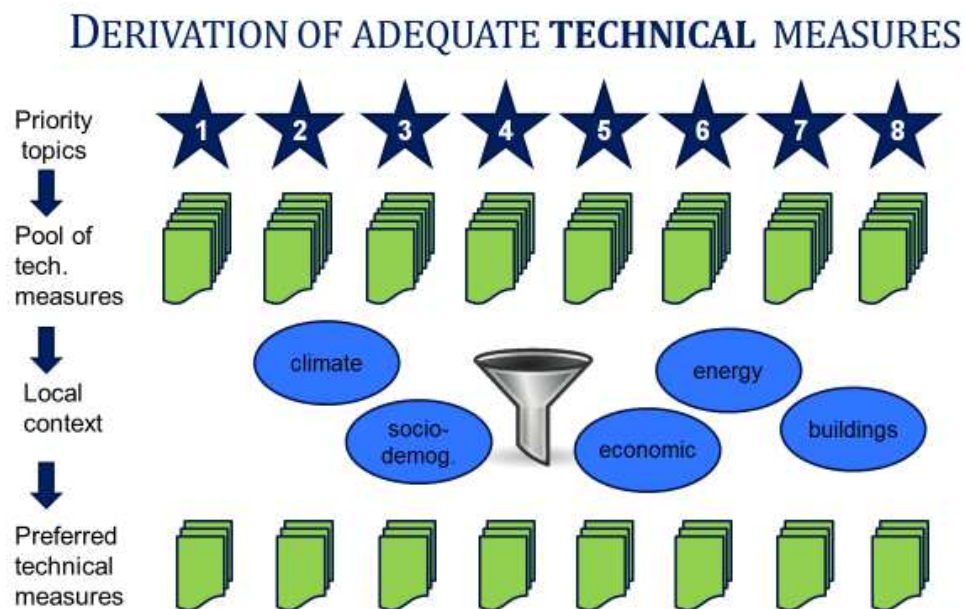 DERIVATION OF ADEQUATE TECHNICAL MEASURES
Priority
topics
1 2 3 4 5 6 7 8
Pool of
tech.
measures
Local
context
climate
socio-
demog.
economic
energy
buildings
Preferred
technical
measures